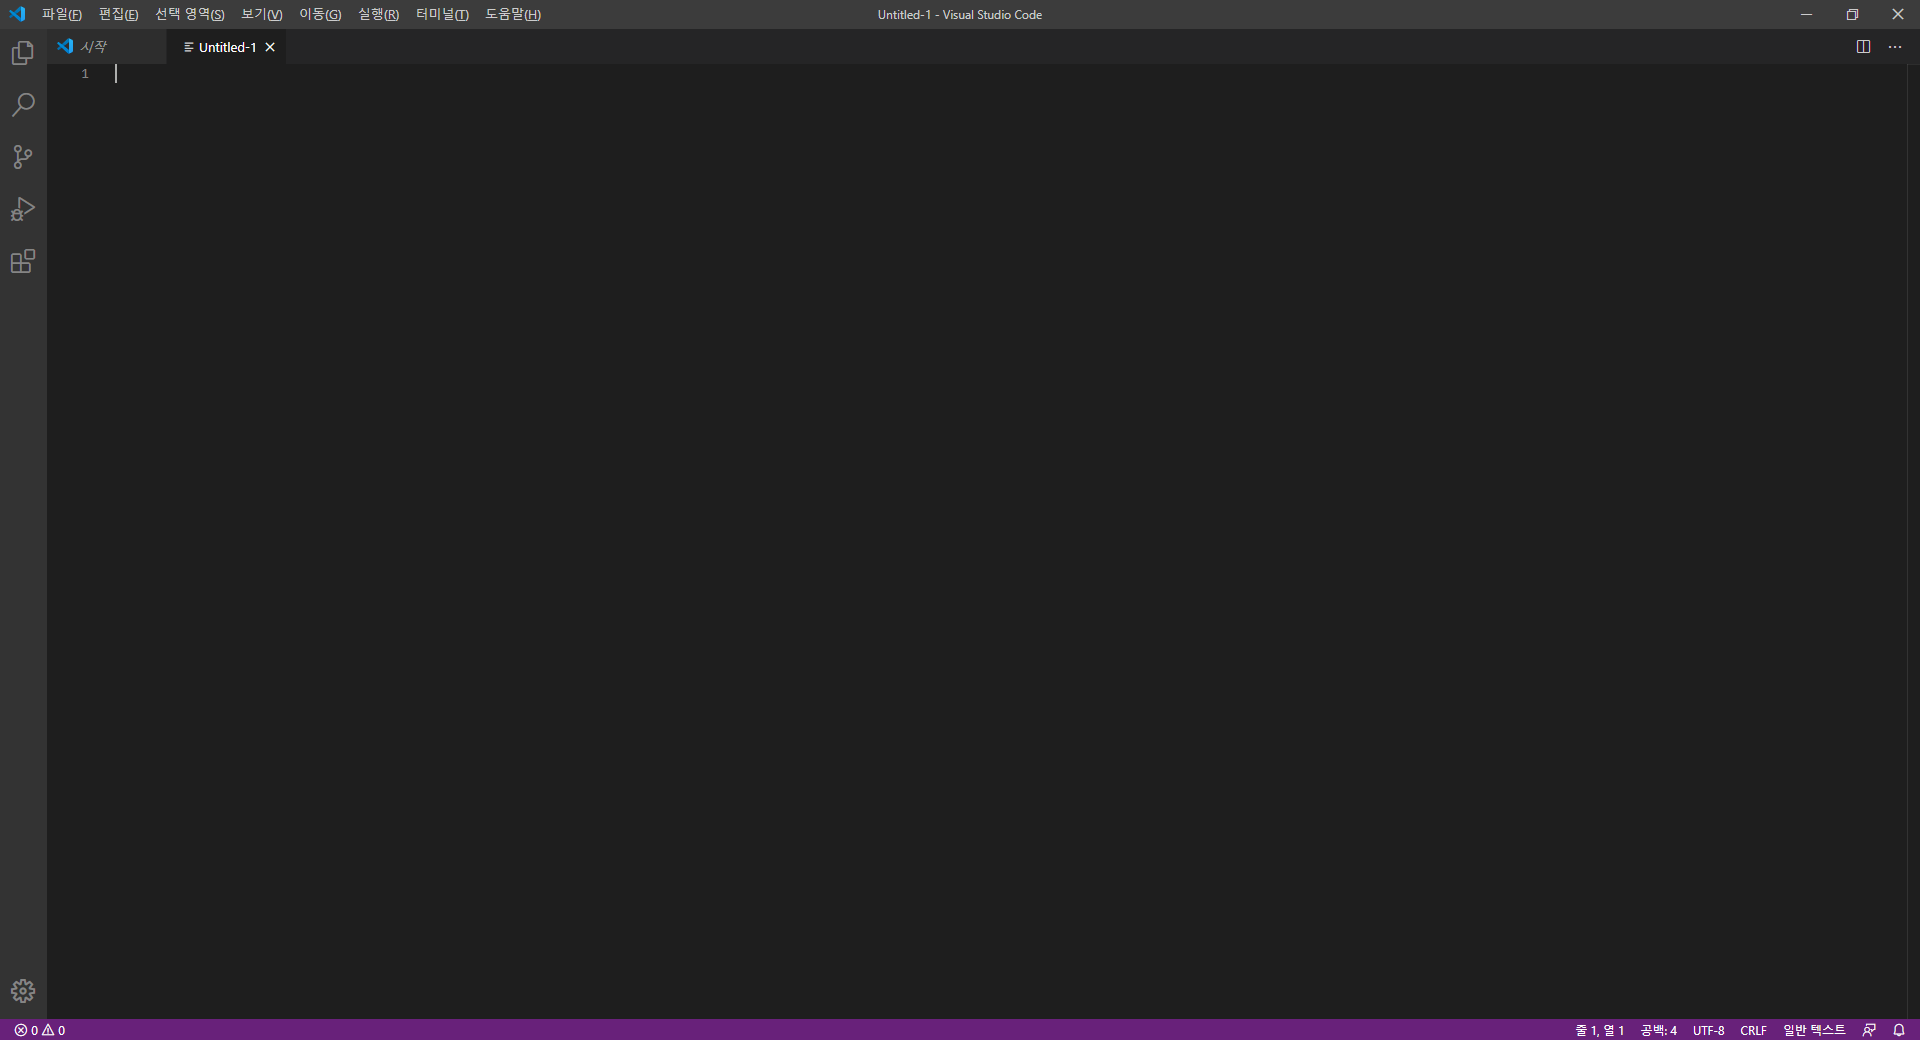 파일(F) 편집(E) 선택 영역(S) 보기(V) 이동(G) 실행(R) 터미널(T) 도움말(H) Untitled-1 - Visual Studio Code
시작 Untitled-1
1
0 0 줄 1, 열 1 공백: 4 UTF-8 CRLF 일반 텍스트